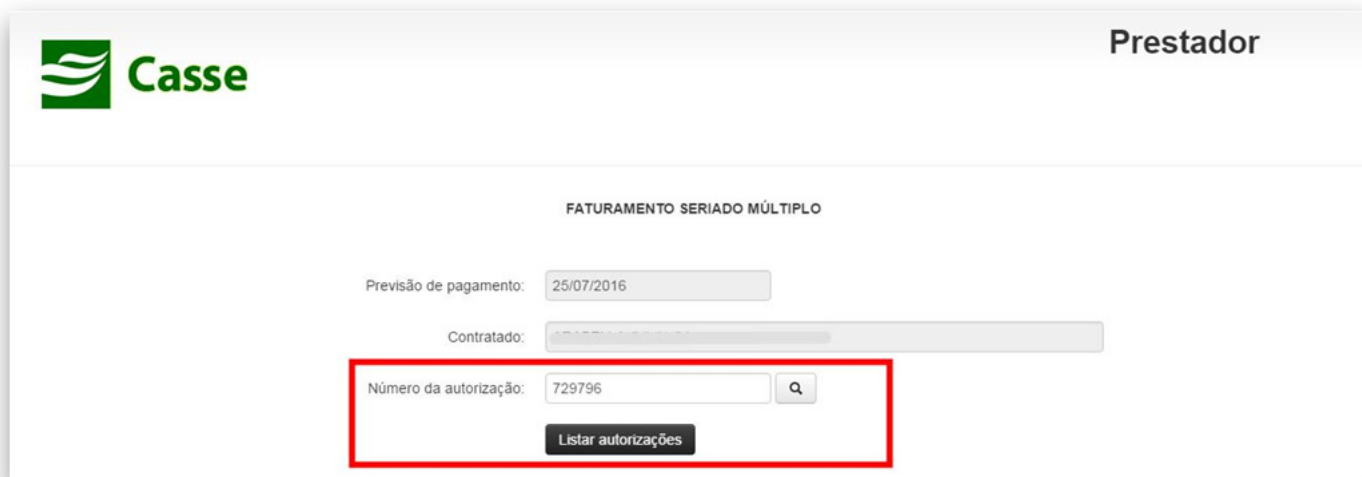 Casse
Prestador
FATURAMENTO SERIADO MÚLTIPLO
Previsão de pagamento: 25/07/2016
Contratado:
Número da autorização: 729796
Listar autorizações